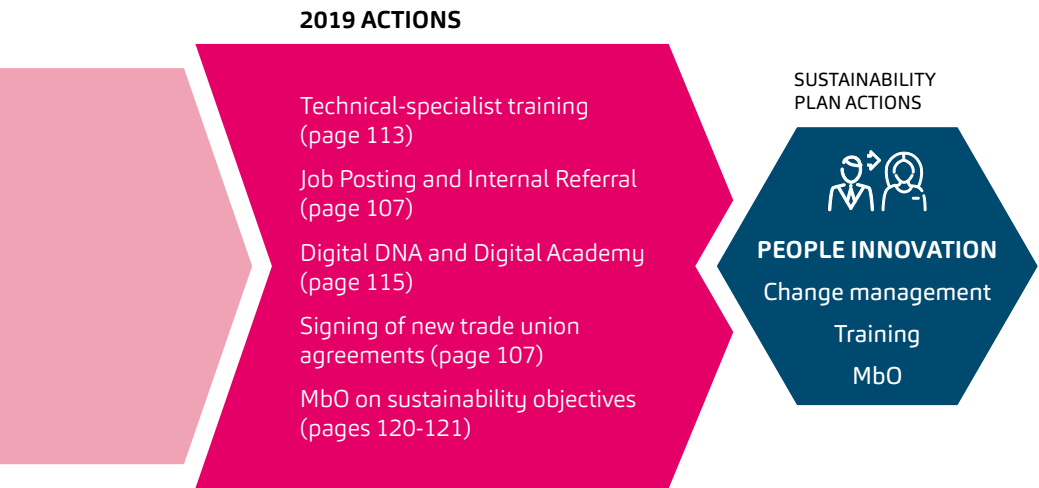 2019 ACTIONS
Technical-specialist training
(page 113)
Job Posting and Internal Referral
(page 107)
Digital DNA and Digital Academy
(page 115)
Signing of new trade union
agreements (page 107)
MbO on sustainability objectives
(pages 120-121)
SUSTAINABILITY
PLAN ACTIONS
PEOPLE INNOVATION
Change management
Training
MbO